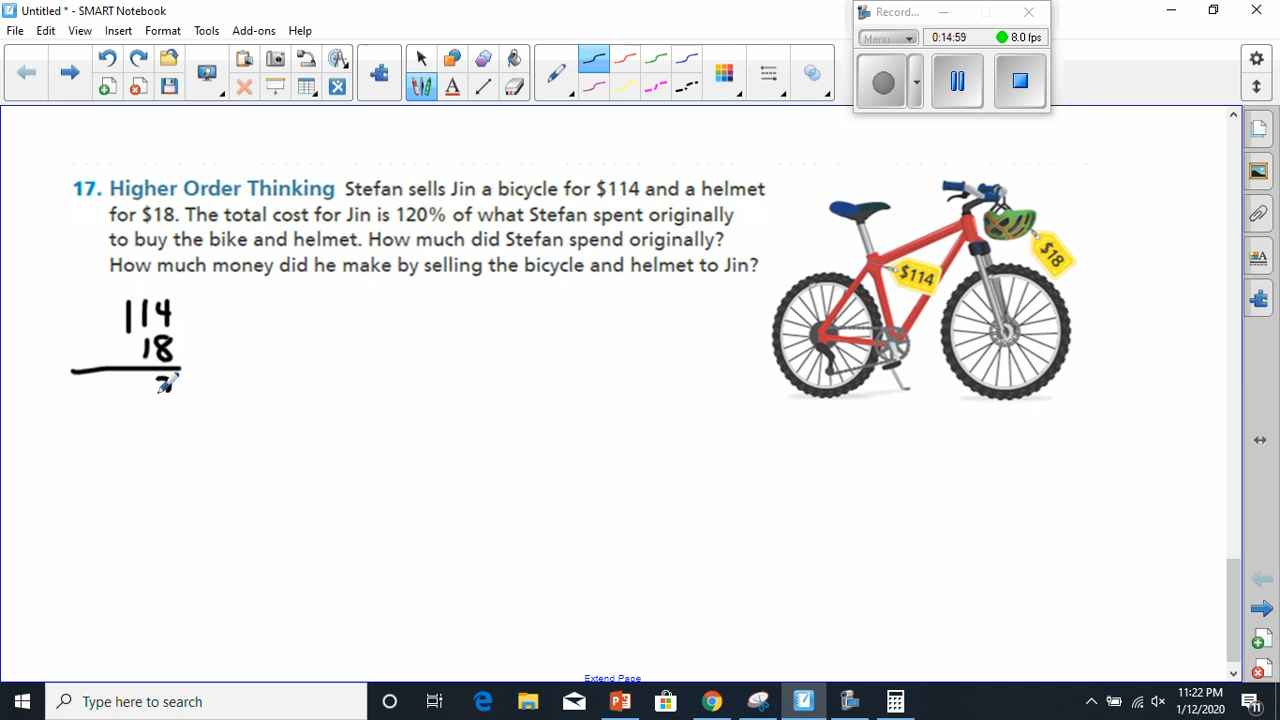 Untitled * - SMART Notebook
File Edit View Insert Format Tools Add-ons Help
Record...
Menu
0:14:59
8.0 fps
17. Higher Order Thinking Stefan sells Jin a bicycle for $114 and a helmet
for $18. The total cost for Jin is 120% of what Stefan spent originally
to buy the bike and helmet. How much did Stefan spend originally?
How much money did he make by selling the bicycle and helmet to Jin?
$114
$18
114
18
Extend Page
Type here to search
11:22 PM
1/12/2020
11